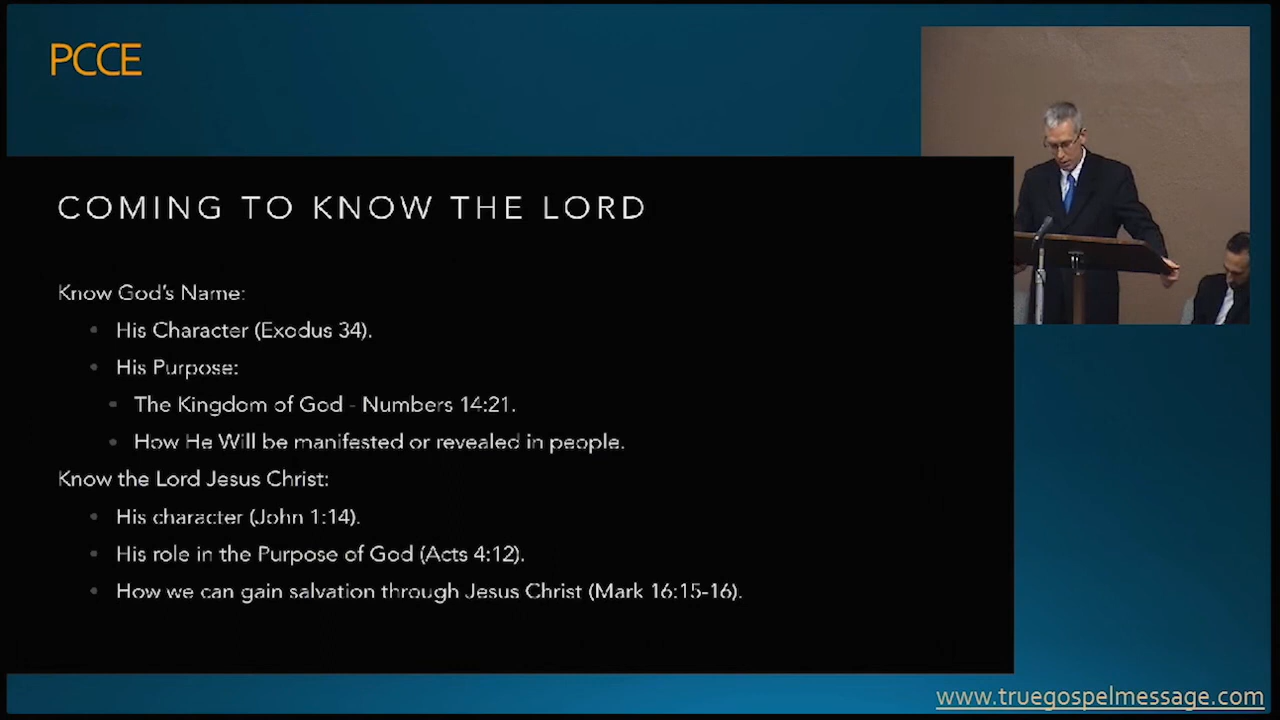 PCCE
COMING TO KNOW THE LORD
Know God's Name:
• His Character (Exodus 34).
• His Purpose:
• The Kingdom of God - Numbers 14:21.
• How He Will be manifested or revealed in people.
Know the Lord Jesus Christ:
• His character (John 1:14).
• His role in the Purpose of God (Acts 4:12).
• How we can gain salvation through Jesus Christ (Mark 16:15-16).
www.truegospelmessage.com